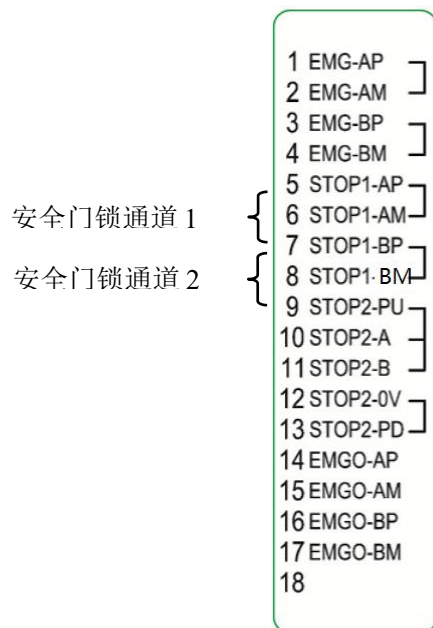 1 EMG-AP
2 EMG-AM
3 EMG-BP
4 EMG-BM
5 STOP1-AP
安全门锁通道 1
6 STOP1-AM
7 STOP1-BP
安全门锁通道 2
8 STOP1-BM
9 STOP2-PU
10 STOP2-A
11 STOP2-B
12 STOP2-0V
13 STOP2-PD
14 EMGO-AP
15 EMGO-AM
16 EMGO-BP
17 EMGO-BM
18